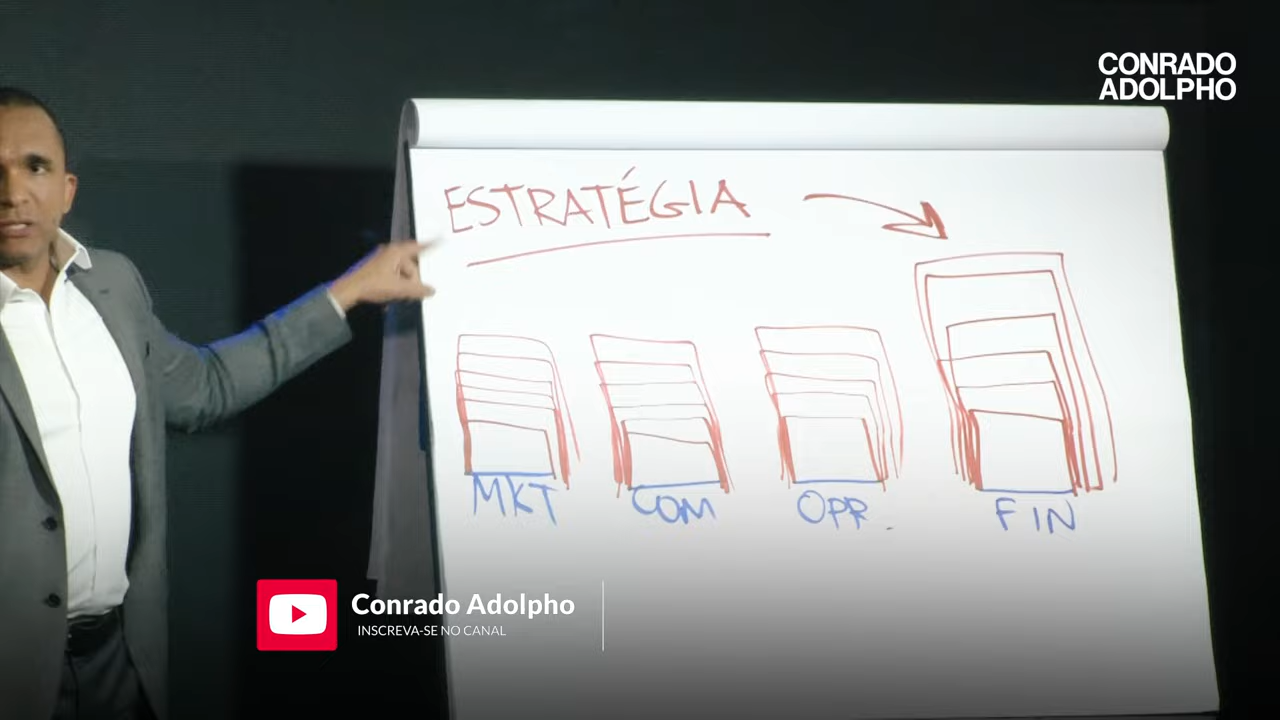 CONRADO
ADOLPHO
ESTRATÉGIA
MKT
COM
OPR.
FIN
Conrado Adolpho
INSCREVA-SE NO CANAL